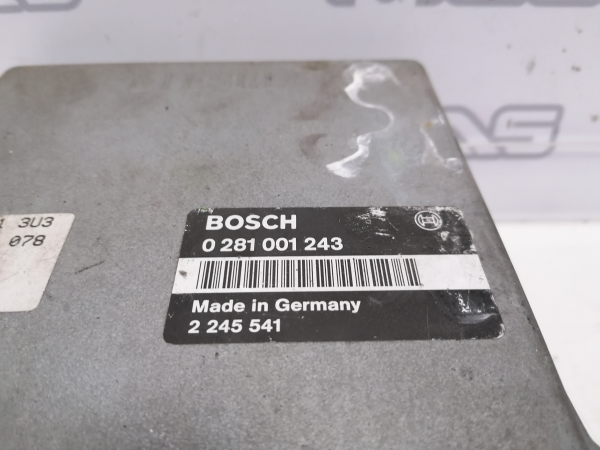 3U3
078
BOSCH
0 281 001 243
Made in Germany
2 245 541